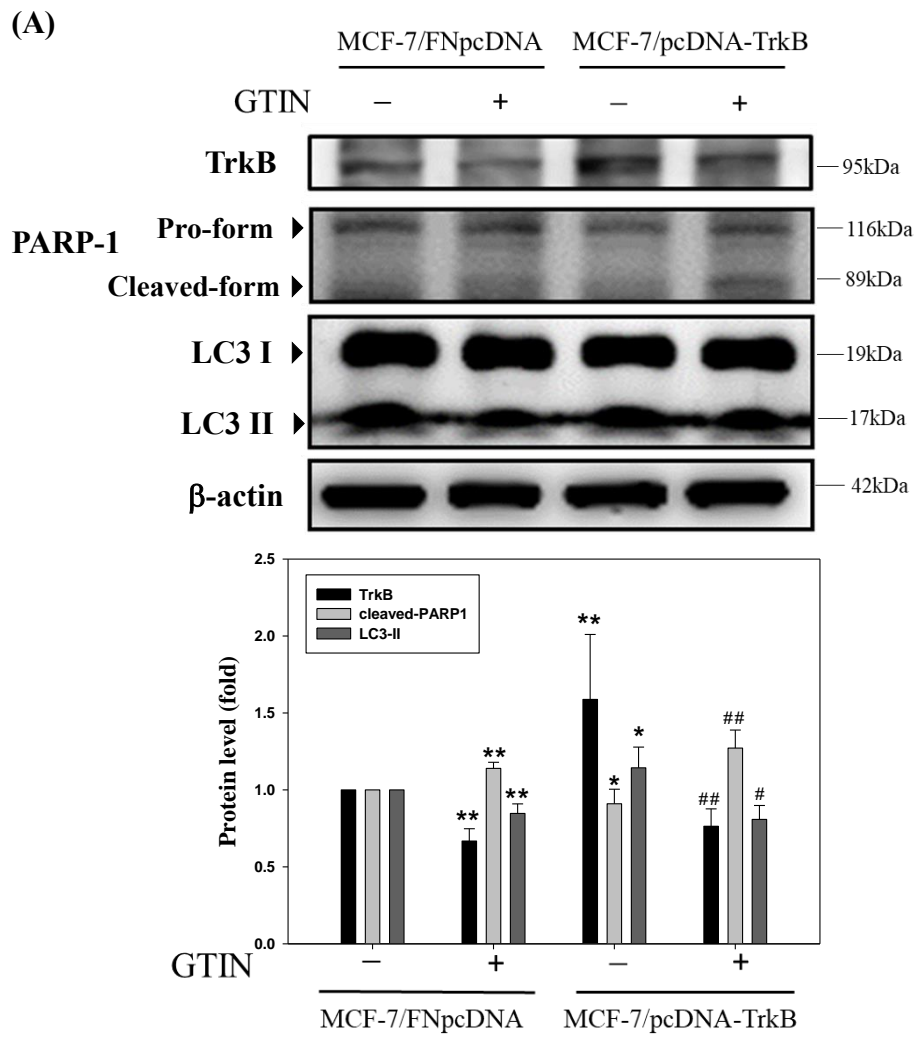 (A)
MCF-7/FNpcDNA MCF-7/pcDNA-TrkB
GTIN – + – +
TrkB 95kDa
PARP-1 Pro-form 116kDa
Cleaved-form 89kDa
LC3 I 19kDa
LC3 II 17kDa
β-actin 42kDa
2.5
2.0
1.5
1.0
0.5
0.0
Protein level (fold)
TrkB
cleaved-PARP1
LC3-II
** ** **
** * *
## ## #
GTIN – + – +
MCF-7/FNpcDNA MCF-7/pcDNA-TrkB